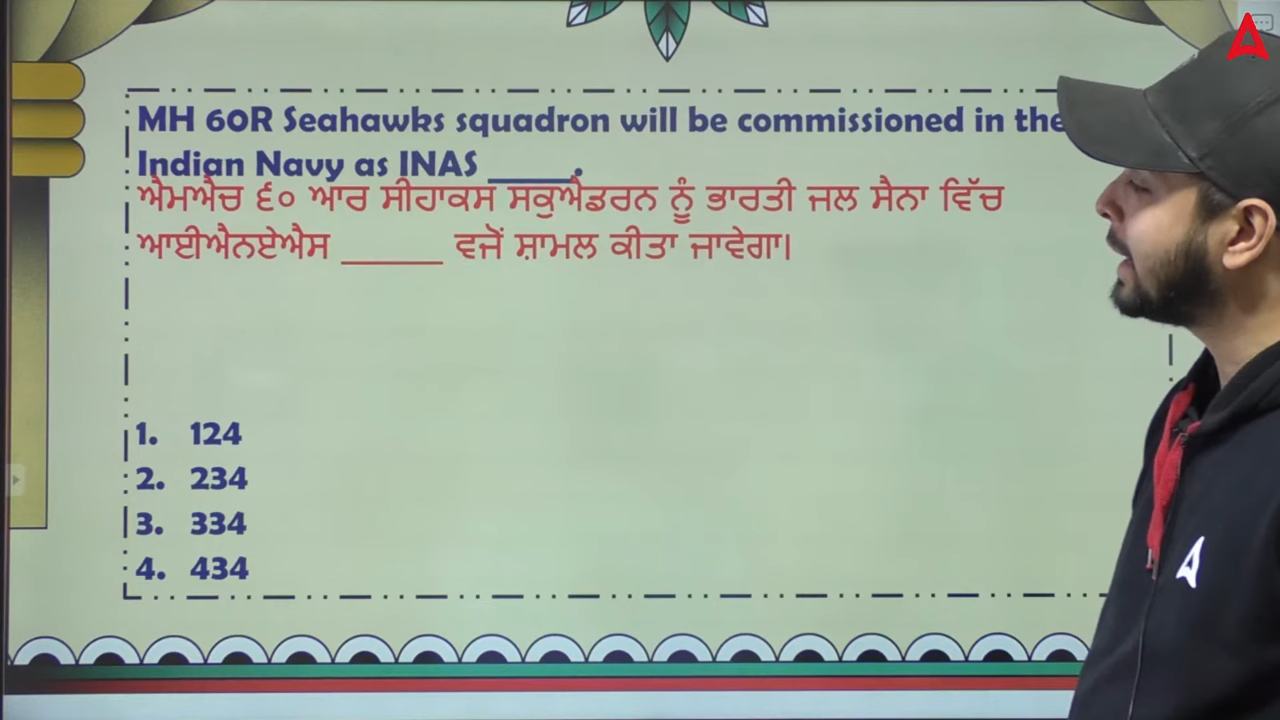 MH 60R Seahawks squadron will be commissioned in the
Indian Navy as INAS _____.
ਐਮਐਚ ੬੦ ਆਰ ਸੀਹਾਕਸ ਸਕੁਐਡਰਨ ਨੂੰ ਭਾਰਤੀ ਜਲ ਸੈਨਾ ਵਿੱਚ
ਆਈਐਨਏਐਸ ______ ਵਜੋਂ ਸ਼ਾਮਲ ਕੀਤਾ ਜਾਵੇਗਾ।
1. 124
2. 234
3. 334
4. 434